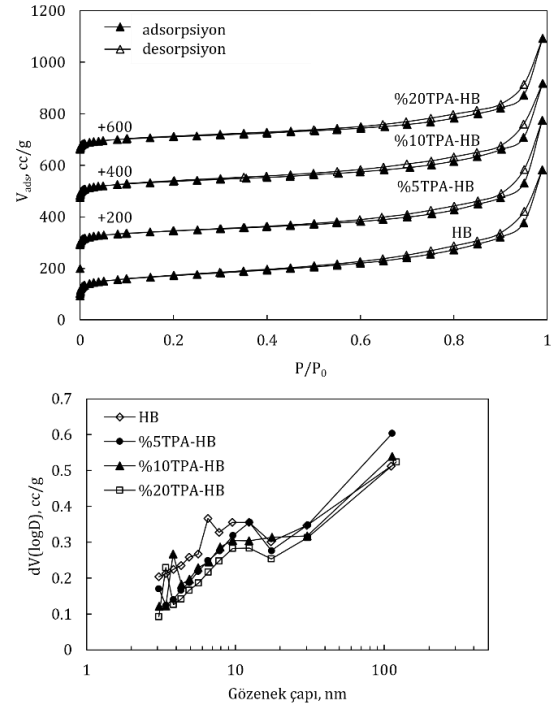 1200
1000
800
600
400
200
0
V_ads, cc/g
adsorpsiyon
desorpsiyon
+600
%20TPA-HB
+400
%10TPA-HB
+200
%5TPA-HB
HB
0 0.2 0.4 0.6 0.8 1
P/P_0
0.7
0.6
0.5
0.4
0.3
0.2
0.1
0
dV(logD), cc/g
HB
%5TPA-HB
%10TPA-HB
%20TPA-HB
1 10 100
Gözenek çapı, nm